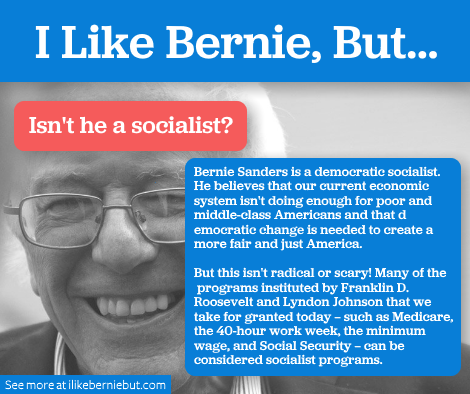 I Like Bernie, But...
Isn't he a socialist?
Bernie Sanders is a democratic socialist.
He believes that our current economic
system isn't doing enough for poor and
middle-class Americans and that d
emocratic change is needed to create a
more fair and just America.
But this isn't radical or scary! Many of the
programs instituted by Franklin D.
Roosevelt and Lyndon Johnson that we
take for granted today – such as Medicare,
the 40-hour work week, the minimum
wage, and Social Security – can be
considered socialist programs.
See more at ilikeberniebut.com